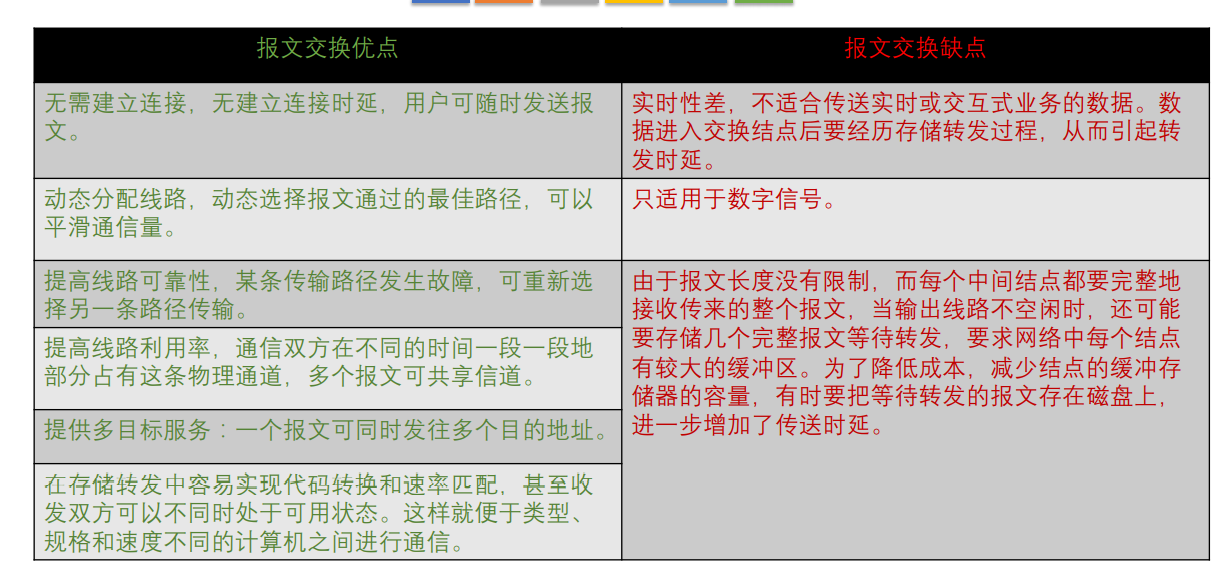 报文交换优点
报文交换缺点
无需建立连接，无建立连接时延，用户可随时发送报
文。
实时性差，不适合传送实时或交互式业务的数据。数
据进入交换结点后要经历存储转发过程，从而引起转
发时延。
动态分配线路，动态选择报文通过的最佳路径，可以
平滑通信量。
只适用于数字信号。
提高线路可靠性，某条传输路径发生故障，可重新选
择另一条路径传输。
由于报文长度没有限制，而每个中间结点都要完整地
接收传来的整个报文，当输出线路不空闲时，还可能
要存储几个完整报文等待转发，要求网络中每个结点
有较大的缓冲区。为了降低成本，减少结点的缓冲存
储器的容量，有时要把等待转发的报文存在磁盘上，
进一步增加了传送时延。
提高线路利用率，通信双方在不同的时间一段一段地
部分占有这条物理通道，多个报文可共享信道。
提供多目标服务：一个报文可同时发往多个目的地址。
在存储转发中容易实现代码转换和速率匹配，甚至收
发双方可以不同时处于可用状态。这样就便于类型、
规格和速度不同的计算机之间进行通信。